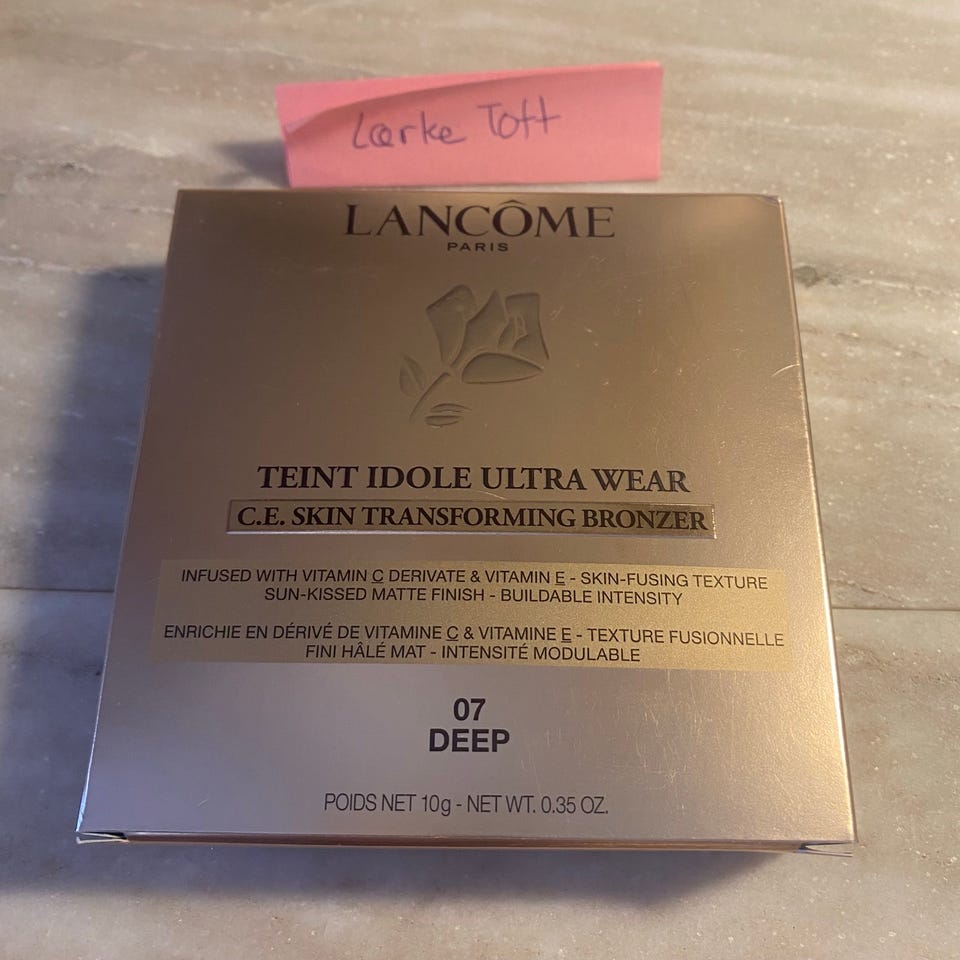 Lærke Toft
LANCÔME
PARIS
TEINT IDOLE ULTRA WEAR
C.E. SKIN TRANSFORMING BRONZER
INFUSED WITH VITAMIN C DERIVATE & VITAMIN E - SKIN-FUSING TEXTURE
SUN-KISSED MATTE FINISH - BUILDABLE INTENSITY
ENRICHIE EN DÉRIVÉ DE VITAMINE C & VITAMINE E - TEXTURE FUSIONNELLE
FINI HÂLÉ MAT - INTENSITÉ MODULABLE
07
DEEP
POIDS NET 10g - NET WT. 0.35 OZ.